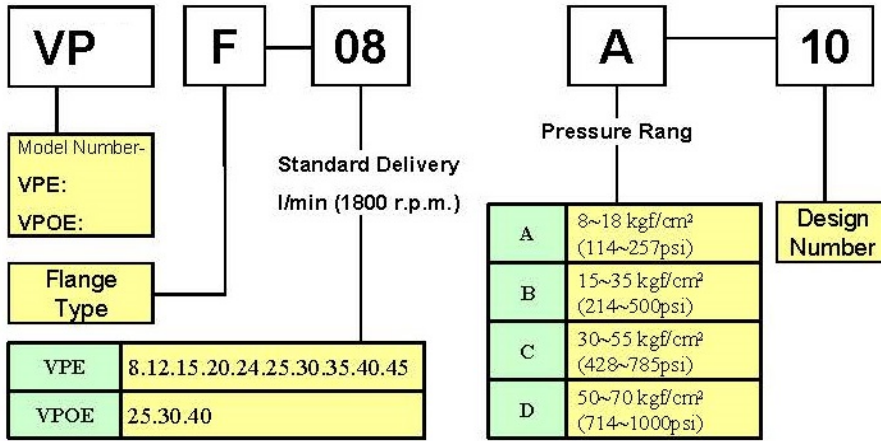 VP F 08 A 10
Model Number-
VPE:
VPOE:
Flange
Type
Standard Delivery
l/min (1800 r.p.m.)
VPE 8.12.15.20.24.25.30.35.40.45
VPOE 25.30.40
Pressure Rang
A 8~18 kgf/cm²
(114~257psi)
B 15~35 kgf/cm²
(214~500psi)
C 30~55 kgf/cm²
(428~785psi)
D 50~70 kgf/cm²
(714~1000psi)
Design
Number